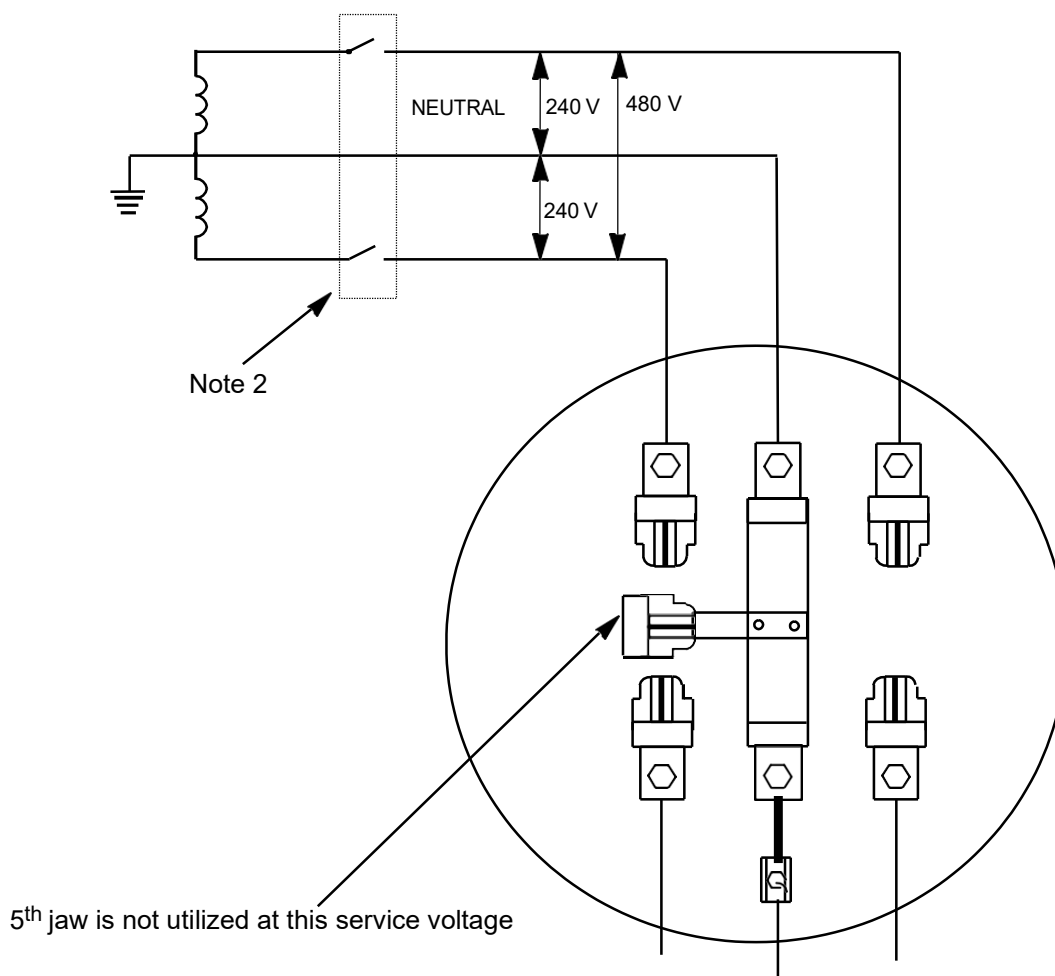 NEUTRAL
240 V
480 V
240 V
Note 2
5th jaw is not utilized at this service voltage